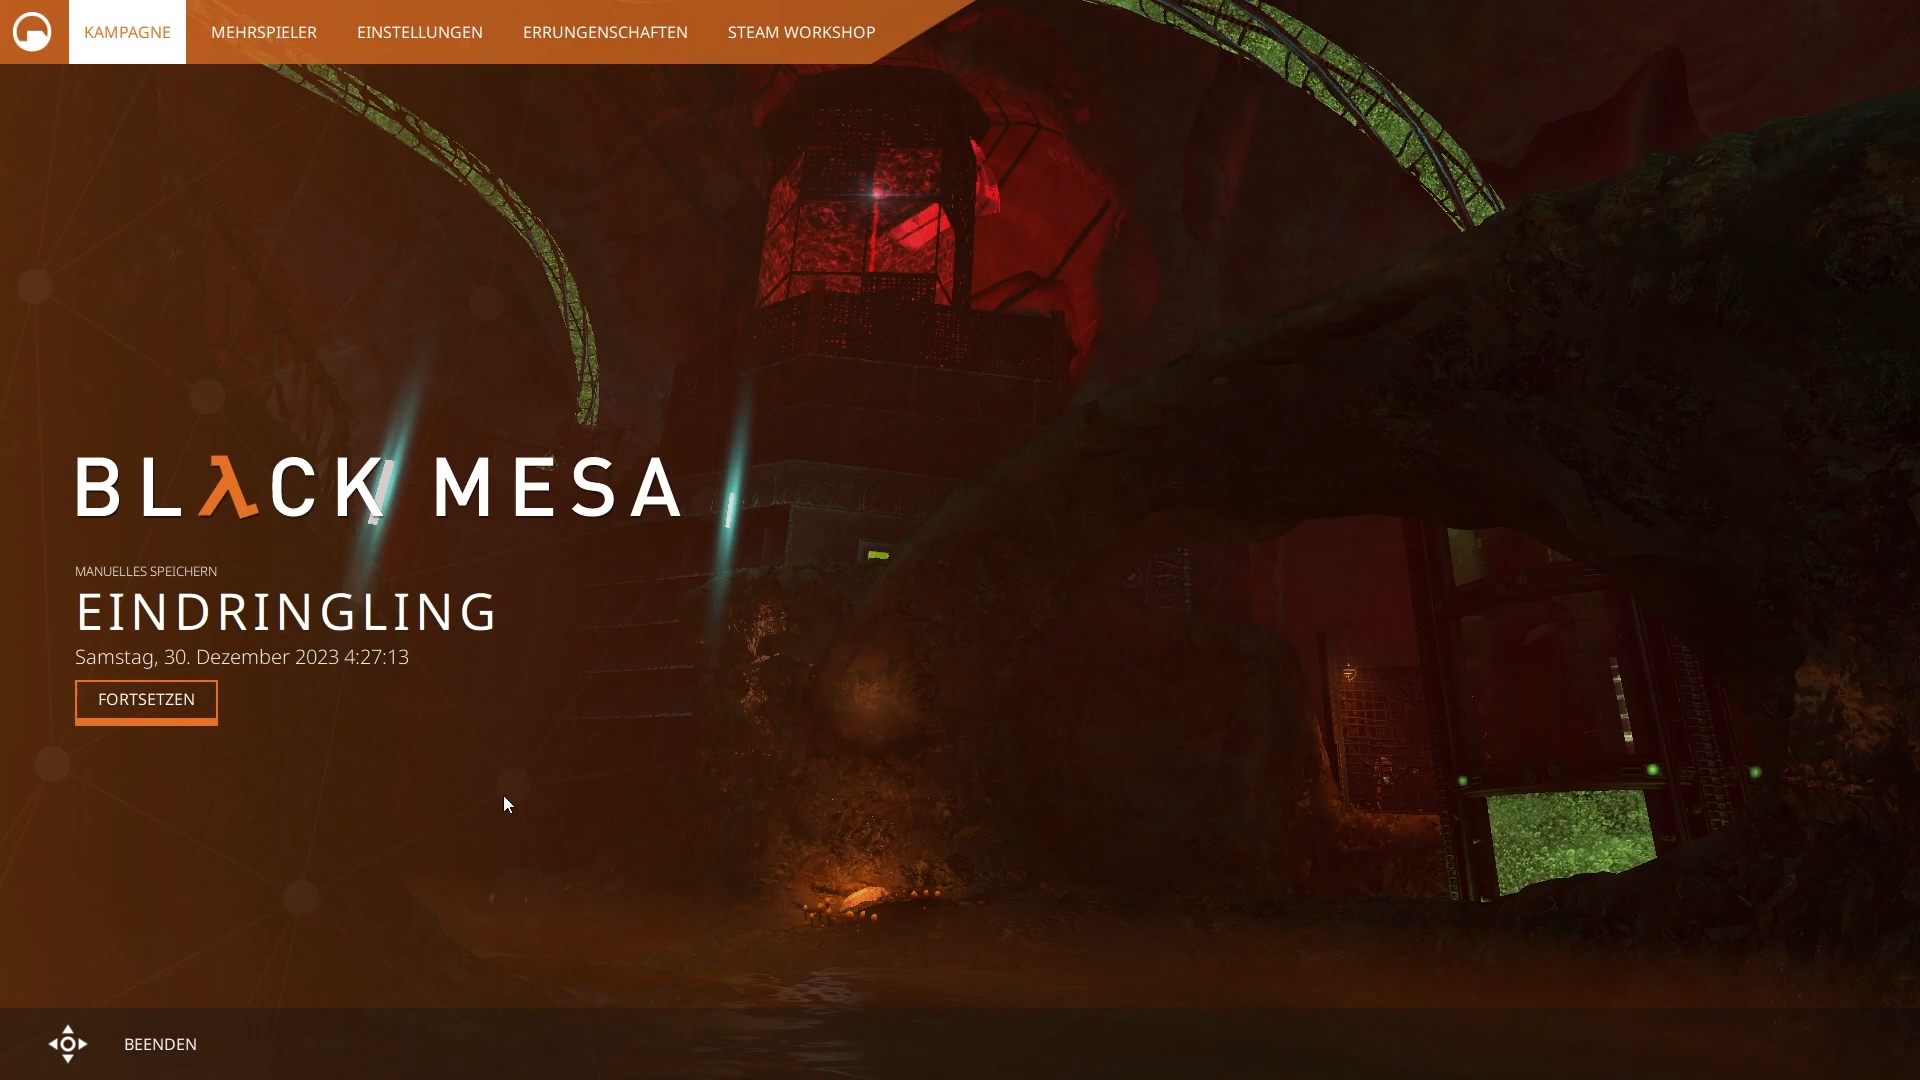 KAMPAGNE MEHRSPIELER EINSTELLUNGEN ERRUNGENSCHAFTEN STEAM WORKSHOP
BLλCK MESA
MANUELLES SPEICHERN
EINDRINGLING
Samstag, 30. Dezember 2023 4:27:13
FORTSETZEN
BEENDEN